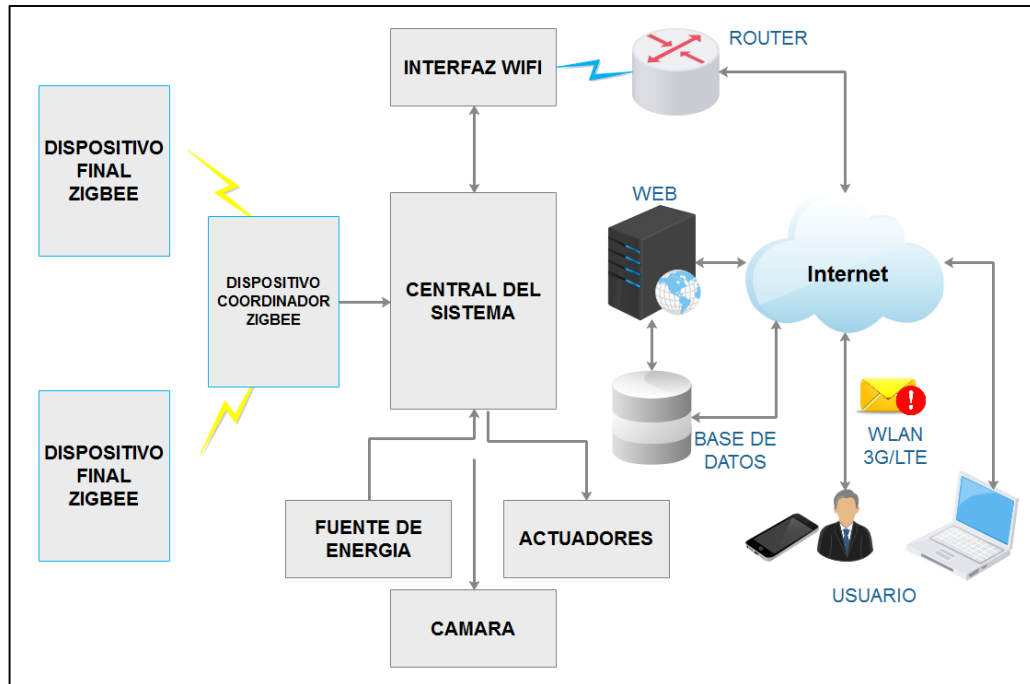 INTERFAZ WIFI
ROUTER
DISPOSITIVO
FINAL
ZIGBEE
WEB
DISPOSITIVO
COORDINADOR
ZIGBEE
CENTRAL DEL
SISTEMA
Internet
DISPOSITIVO
FINAL
ZIGBEE
BASE DE
DATOS
WLAN
3G/LTE
FUENTE DE
ENERGIA
ACTUADORES
CAMARA
USUARIO